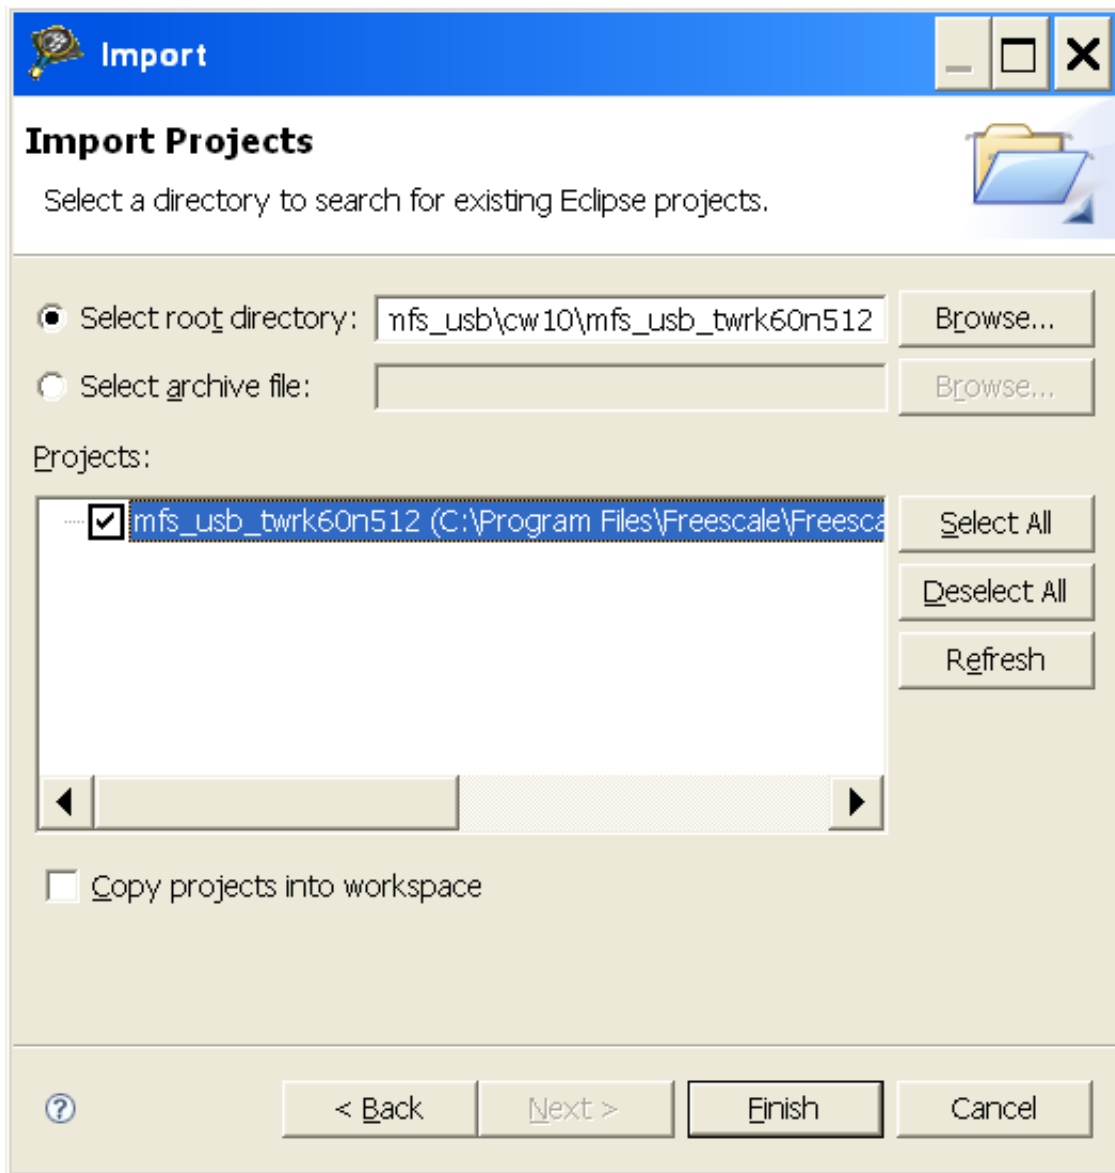 Import
Import Projects
Select a directory to search for existing Eclipse projects.
Select root directory: mfs_usb\cw10\mfs_usb_twrk60n512 Browse...
Select archive file: Browse...
Projects:
mfs_usb_twrk60n512 (C:\Program Files\Freescale\Freesca
Select All
Deselect All
Refresh
Copy projects into workspace
? < Back Next > Finish Cancel